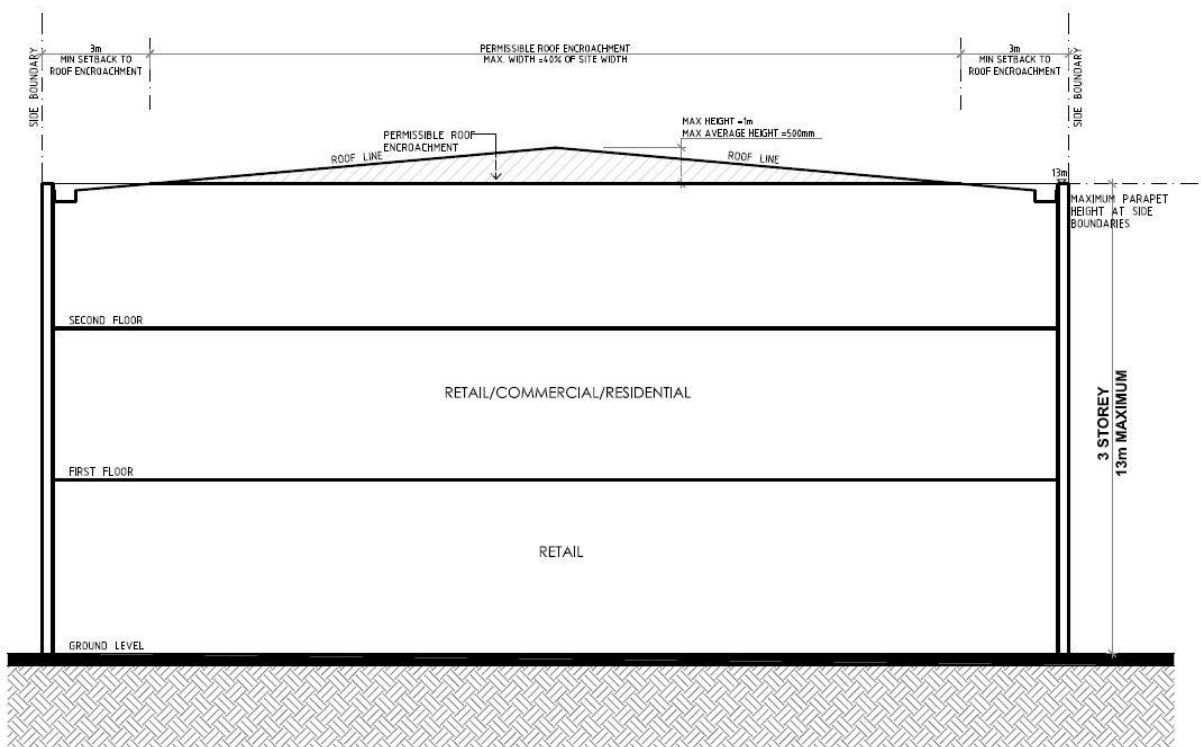 SIDE BOUNDARY
3m
MIN SETBACK TO
ROOF ENCROACHMENT
PERMISSIBLE ROOF ENCROACHMENT
MAX. WIDTH =40% OF SITE WIDTH
3m
MIN SETBACK TO
ROOF ENCROACHMENT
SIDE BOUNDARY
MAX HEIGHT =1m
MAX AVERAGE HEIGHT =500mm
PERMISSIBLE ROOF
ENCROACHMENT
ROOF LINE
ROOF LINE
13m
MAXIMUM PARAPET
HEIGHT AT SIDE
BOUNDARIES
SECOND FLOOR
RETAIL/COMMERCIAL/RESIDENTIAL
3 STOREY
13m MAXIMUM
FIRST FLOOR
RETAIL
GROUND LEVEL